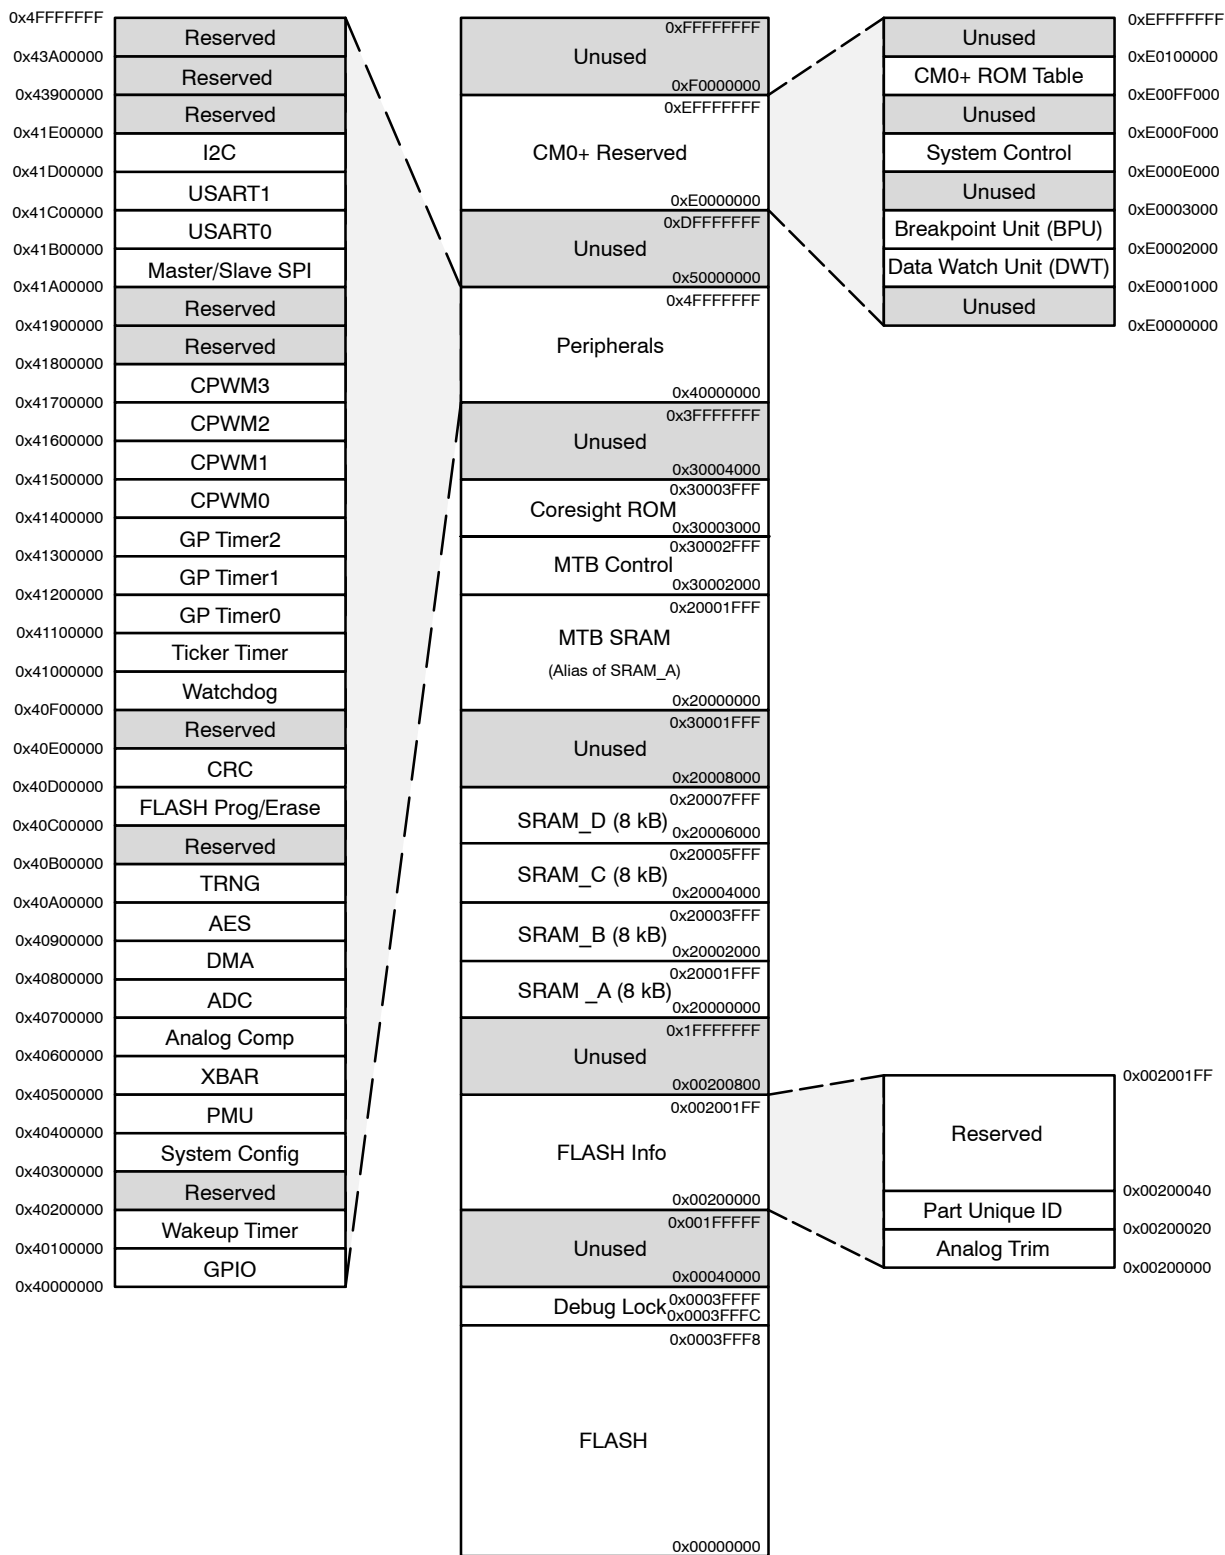 0x4FFFFFFF
Reserved
0x43A00000
Reserved
0x43900000
Reserved
0x41E00000
I2C
0x41D00000
USART1
0x41C00000
USART0
0x41B00000
Master/Slave SPI
0x41A00000
Reserved
0x41900000
Reserved
0x41800000
CPWM3
0x41700000
CPWM2
0x41600000
CPWM1
0x41500000
CPWM0
0x41400000
GP Timer2
0x41300000
GP Timer1
0x41200000
GP Timer0
0x41100000
Ticker Timer
0x41000000
Watchdog
0x40F00000
Reserved
0x40E00000
CRC
0x40D00000
FLASH Prog/Erase
0x40C00000
Reserved
0x40B00000
TRNG
0x40A00000
AES
0x40900000
DMA
0x40800000
ADC
0x40700000
Analog Comp
0x40600000
XBAR
0x40500000
PMU
0x40400000
System Config
0x40300000
Reserved
0x40200000
Wakeup Timer
0x40100000
GPIO
0x40000000
0xFFFFFFFF
Unused
0xF0000000
0xEFFFFFFF
CM0+ Reserved
0xE0000000
0xDFFFFFFF
Unused
0x50000000
0x4FFFFFFF
Peripherals
0x40000000
0x3FFFFFFF
Unused
0x30004000
0x30003FFF
Coresight ROM
0x30003000
0x30002FFF
MTB Control
0x30002000
0x20001FFF
MTB SRAM
(Alias of SRAM_A)
0x20000000
0x30001FFF
Unused
0x20008000
0x20007FFF
SRAM_D (8 kB)
0x20006000
0x20005FFF
SRAM_C (8 kB)
0x20004000
0x20003FFF
SRAM_B (8 kB)
0x20002000
0x20001FFF
SRAM _A (8 kB)
0x20000000
0x1FFFFFFF
Unused
0x00200800
0x002001FF
FLASH Info
0x00200000
0x001FFFFF
Unused
0x00040000
0x0003FFFF
Debug Lock
0x0003FFFC
0x0003FFF8
FLASH
0x00000000
0xEFFFFFFF
Unused
0xE0100000
CM0+ ROM Table
0xE00FF000
Unused
0xE000F000
System Control
0xE000E000
Unused
0xE0003000
Breakpoint Unit (BPU)
0xE0002000
Data Watch Unit (DWT)
0xE0001000
Unused
0xE0000000
0x002001FF
Reserved
0x00200040
Part Unique ID
0x00200020
Analog Trim
0x00200000